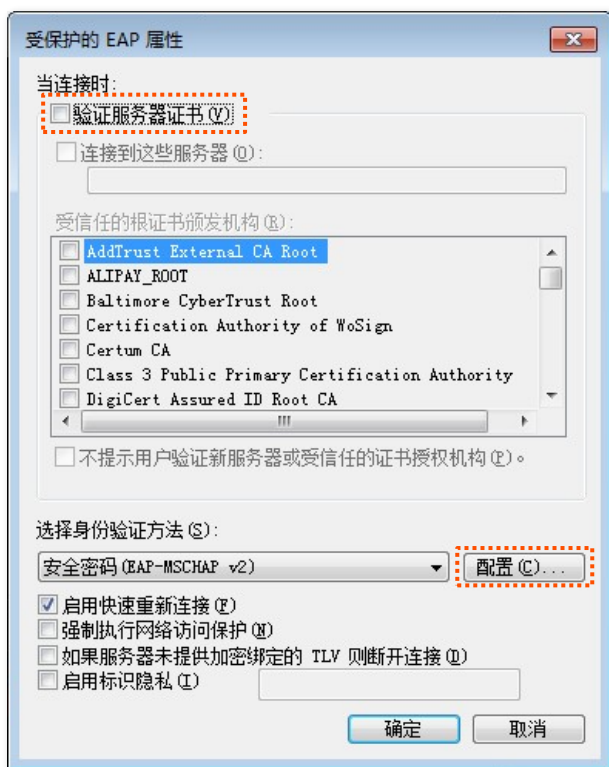 受保护的 EAP 属性
当连接时:
验证服务器证书(V)
连接到这些服务器(O):
受信任的根证书颁发机构(R):
AddTrust External CA Root
ALIPAY_ROOT
Baltimore CyberTrust Root
Certification Authority of WoSign
Certum CA
Class 3 Public Primary Certification Authority
DigiCert Assured ID Root CA
不提示用户验证新服务器或受信任的证书授权机构(P)。
选择身份验证方法(S):
安全密码(EAP-MSCHAP v2) 配置(C)...
启用快速重新连接(F)
强制执行网络访问保护(N)
如果服务器未提供加密绑定的 TLV 则断开连接(D)
启用标识隐私(I)
确定 取消